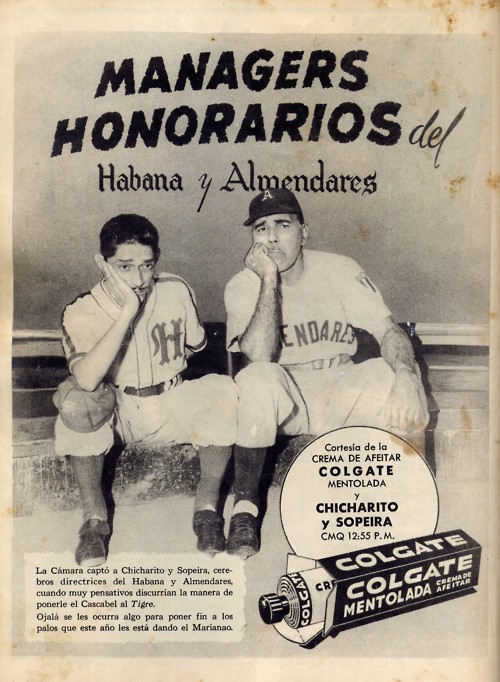 MANAGERS
HONORARIOS del
Habana y Almendares
A
H
ENDARES
Cortesía de la
CREMA DE AFEITAR
COLGATE
MENTOLADA
y
CHICHARITO
y SOPEIRA
CMQ 12:55 P.M.
La Cámara captó a Chicharito y Sopeira, cere-
bros directrices del Habana y Almendares,
cuando muy pensativos discurrían la manera de
ponerle el Cascabel al Tigre.
Ojalá se les ocurra algo para poner fin a los
palos que este año les está dando el Marianao.
COLGATE
COLGATE
MENTOLADA
CREMA DE
AFEITAR
CR
COLGATE